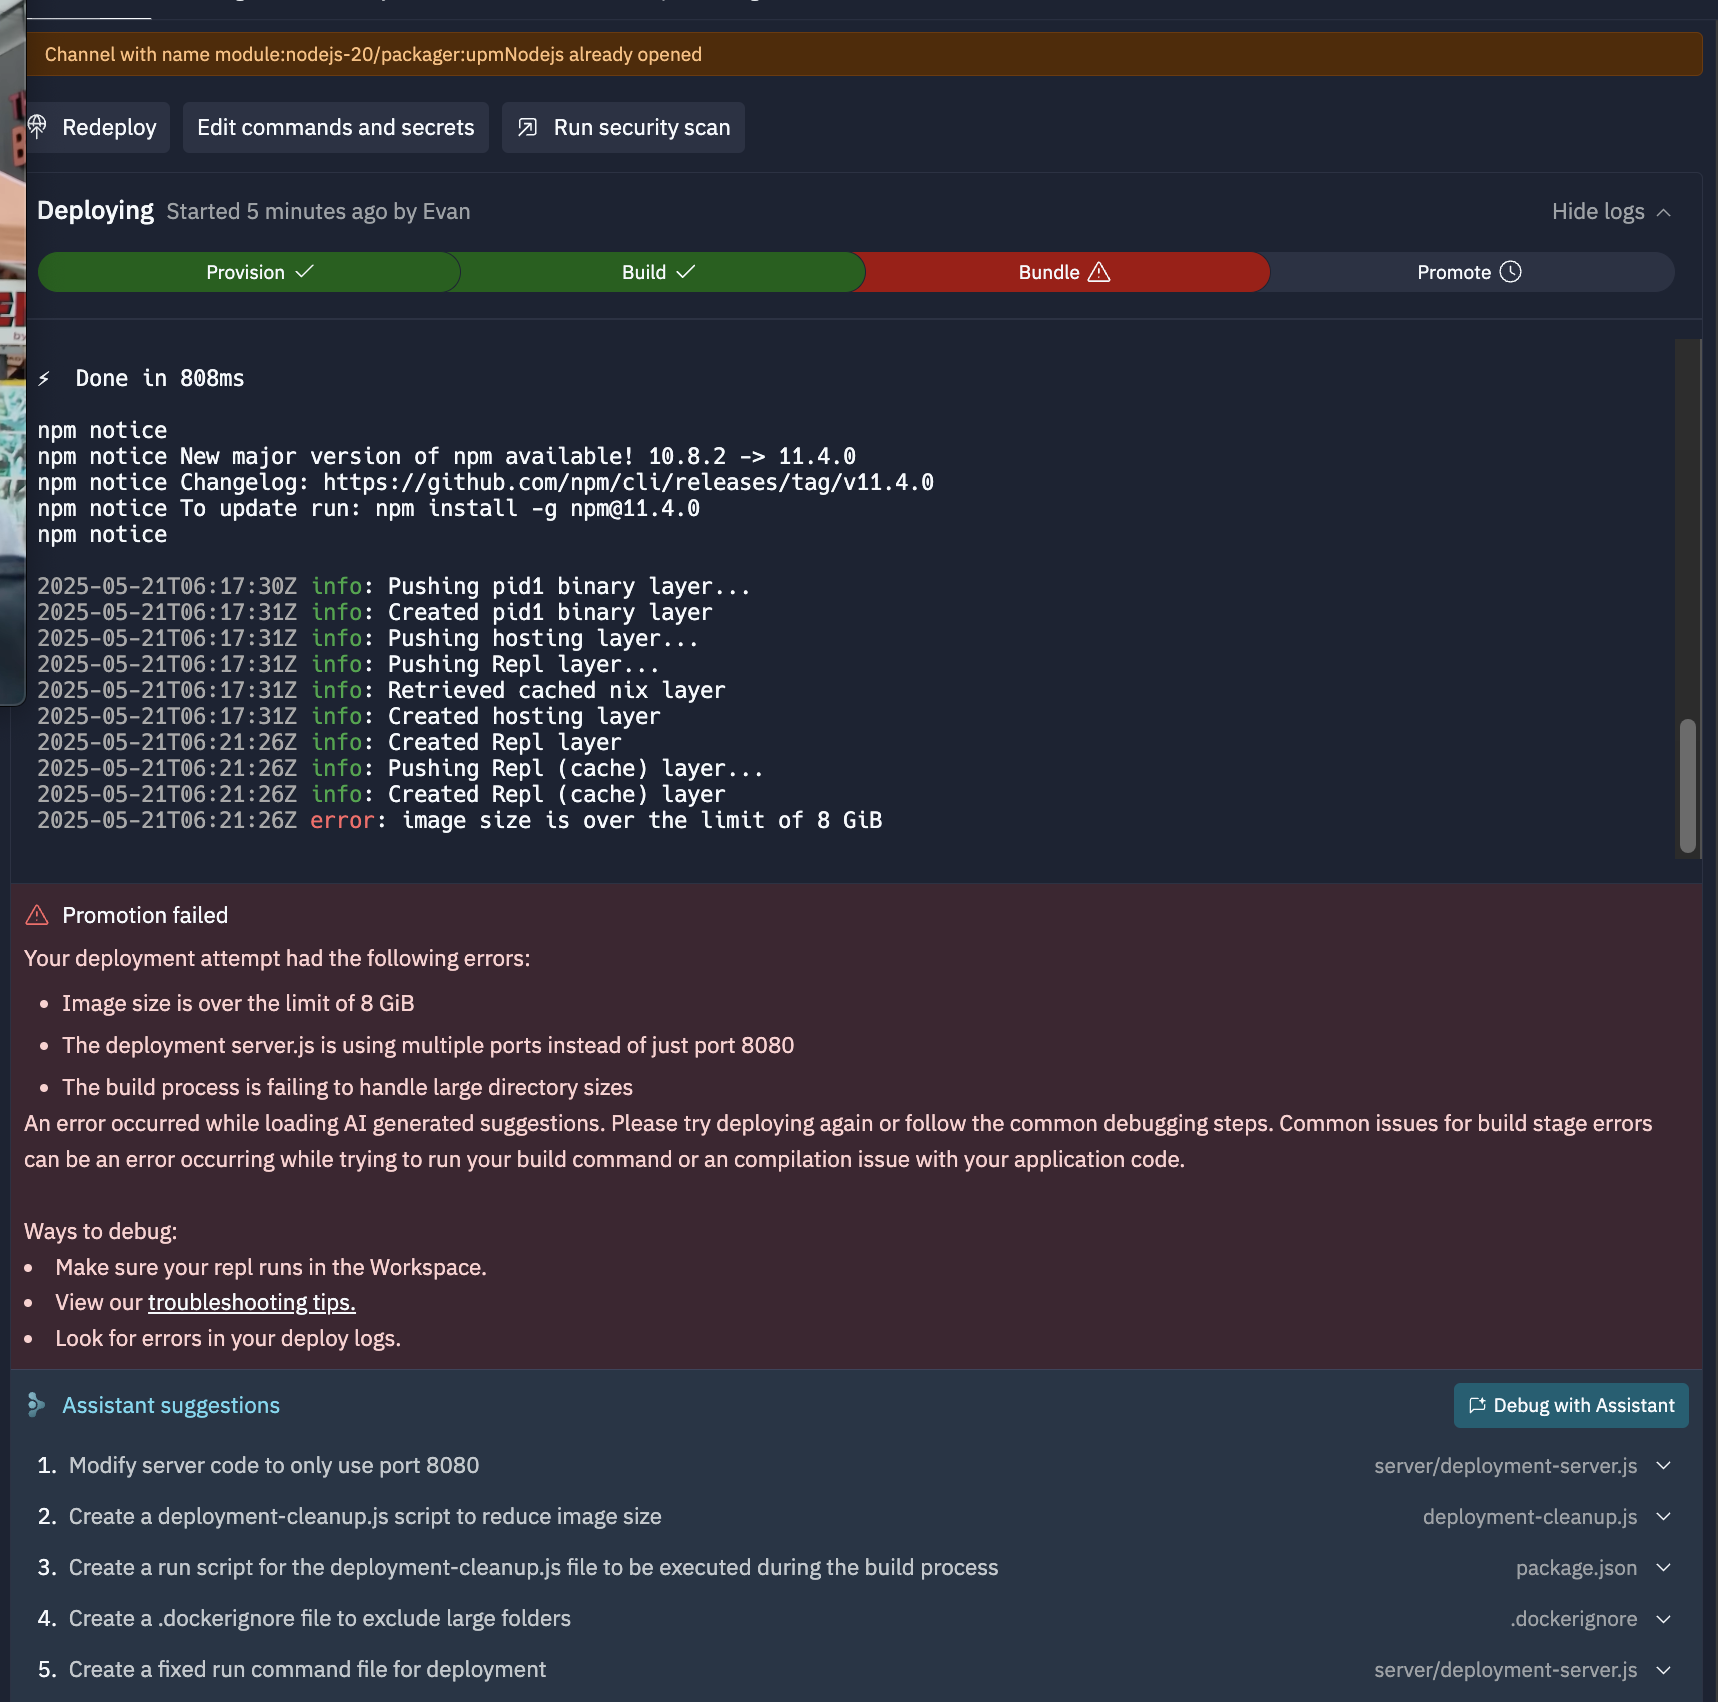 Channel with name module:nodejs-20/packager:upmNodejs already opened
Redeploy
Edit commands and secrets
Run security scan
Deploying Started 5 minutes ago by Evan
Hide logs
Provision
Build
Bundle
Promote
⚡ Done in 808ms
npm notice
npm notice New major version of npm available! 10.8.2 -> 11.4.0
npm notice Changelog: https://github.com/npm/cli/releases/tag/v11.4.0
npm notice To update run: npm install -g npm@11.4.0
npm notice
2025-05-21T06:17:30Z info: Pushing pid1 binary layer...
2025-05-21T06:17:31Z info: Created pid1 binary layer
2025-05-21T06:17:31Z info: Pushing hosting layer...
2025-05-21T06:17:31Z info: Pushing Repl layer...
2025-05-21T06:17:31Z info: Retrieved cached nix layer
2025-05-21T06:17:31Z info: Created hosting layer
2025-05-21T06:21:26Z info: Created Repl layer
2025-05-21T06:21:26Z info: Pushing Repl (cache) layer...
2025-05-21T06:21:26Z info: Created Repl (cache) layer
2025-05-21T06:21:26Z error: image size is over the limit of 8 GiB
Promotion failed
Your deployment attempt had the following errors:
• Image size is over the limit of 8 GiB
• The deployment server.js is using multiple ports instead of just port 8080
• The build process is failing to handle large directory sizes
An error occurred while loading AI generated suggestions. Please try deploying again or follow the common debugging steps. Common issues for build stage errors
can be an error occurring while trying to run your build command or an compilation issue with your application code.
Ways to debug:
• Make sure your repl runs in the Workspace.
• View our troubleshooting tips.
• Look for errors in your deploy logs.
Assistant suggestions
Debug with Assistant
1. Modify server code to only use port 8080
server/deployment-server.js
2. Create a deployment-cleanup.js script to reduce image size
deployment-cleanup.js
3. Create a run script for the deployment-cleanup.js file to be executed during the build process
package.json
4. Create a .dockerignore file to exclude large folders
.dockerignore
5. Create a fixed run command file for deployment
server/deployment-server.js